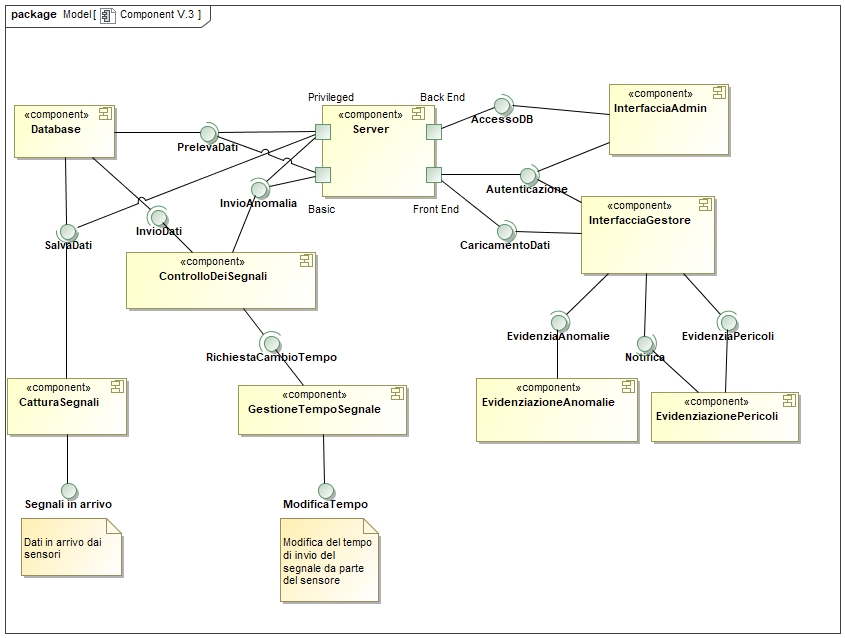 package Model[ Component V.3 ]
Privileged
Back End
«component»
Database
«component»
Server
«component»
InterfacciaAdmin
PrelevaDati
AccessoDB
Autenticazione
InvioAnomalia
Basic
Front End
«component»
InterfacciaGestore
SalvaDati
InvioDati
CaricamentoDati
«component»
ControlloDeiSegnali
RichiestaCambioTempo
EvidenziaAnomalie
Notifica
EvidenziaPericoli
«component»
CatturaSegnali
«component»
GestioneTempoSegnale
«component»
EvidenziazioneAnomalie
«component»
EvidenziazionePericoli
Segnali in arrivo
ModificaTempo
Dati in arrivo dai
sensori
Modifica del tempo
di invio del
segnale da parte
del sensore